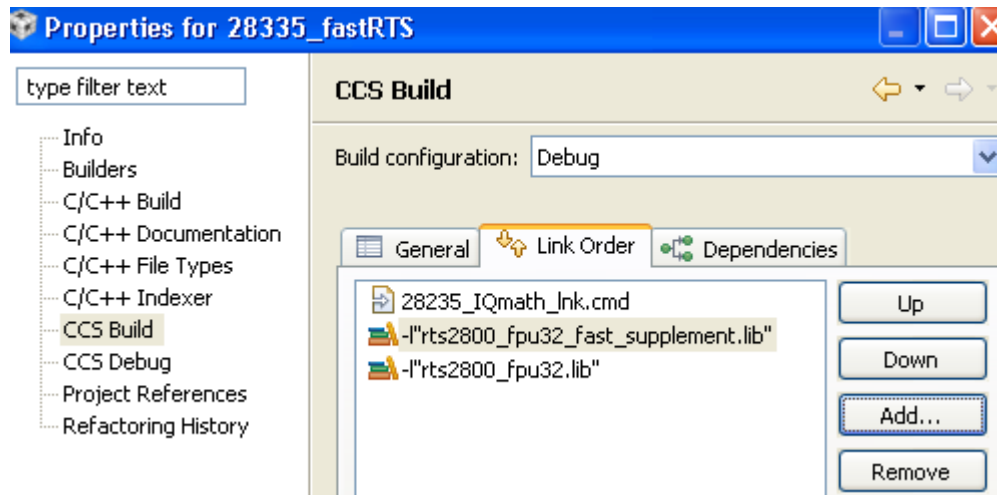 Properties for 28335_fastRTS
type filter text
Info
Builders
C/C++ Build
C/C++ Documentation
C/C++ File Types
C/C++ Indexer
CCS Build
CCS Debug
Project References
Refactoring History
CCS Build
Build configuration: Debug
General Link Order Dependencies
28235_IQmath_lnk.cmd
-l"rts2800_fpu32_fast_supplement.lib"
-l"rts2800_fpu32.lib"
Up
Down
Add...
Remove